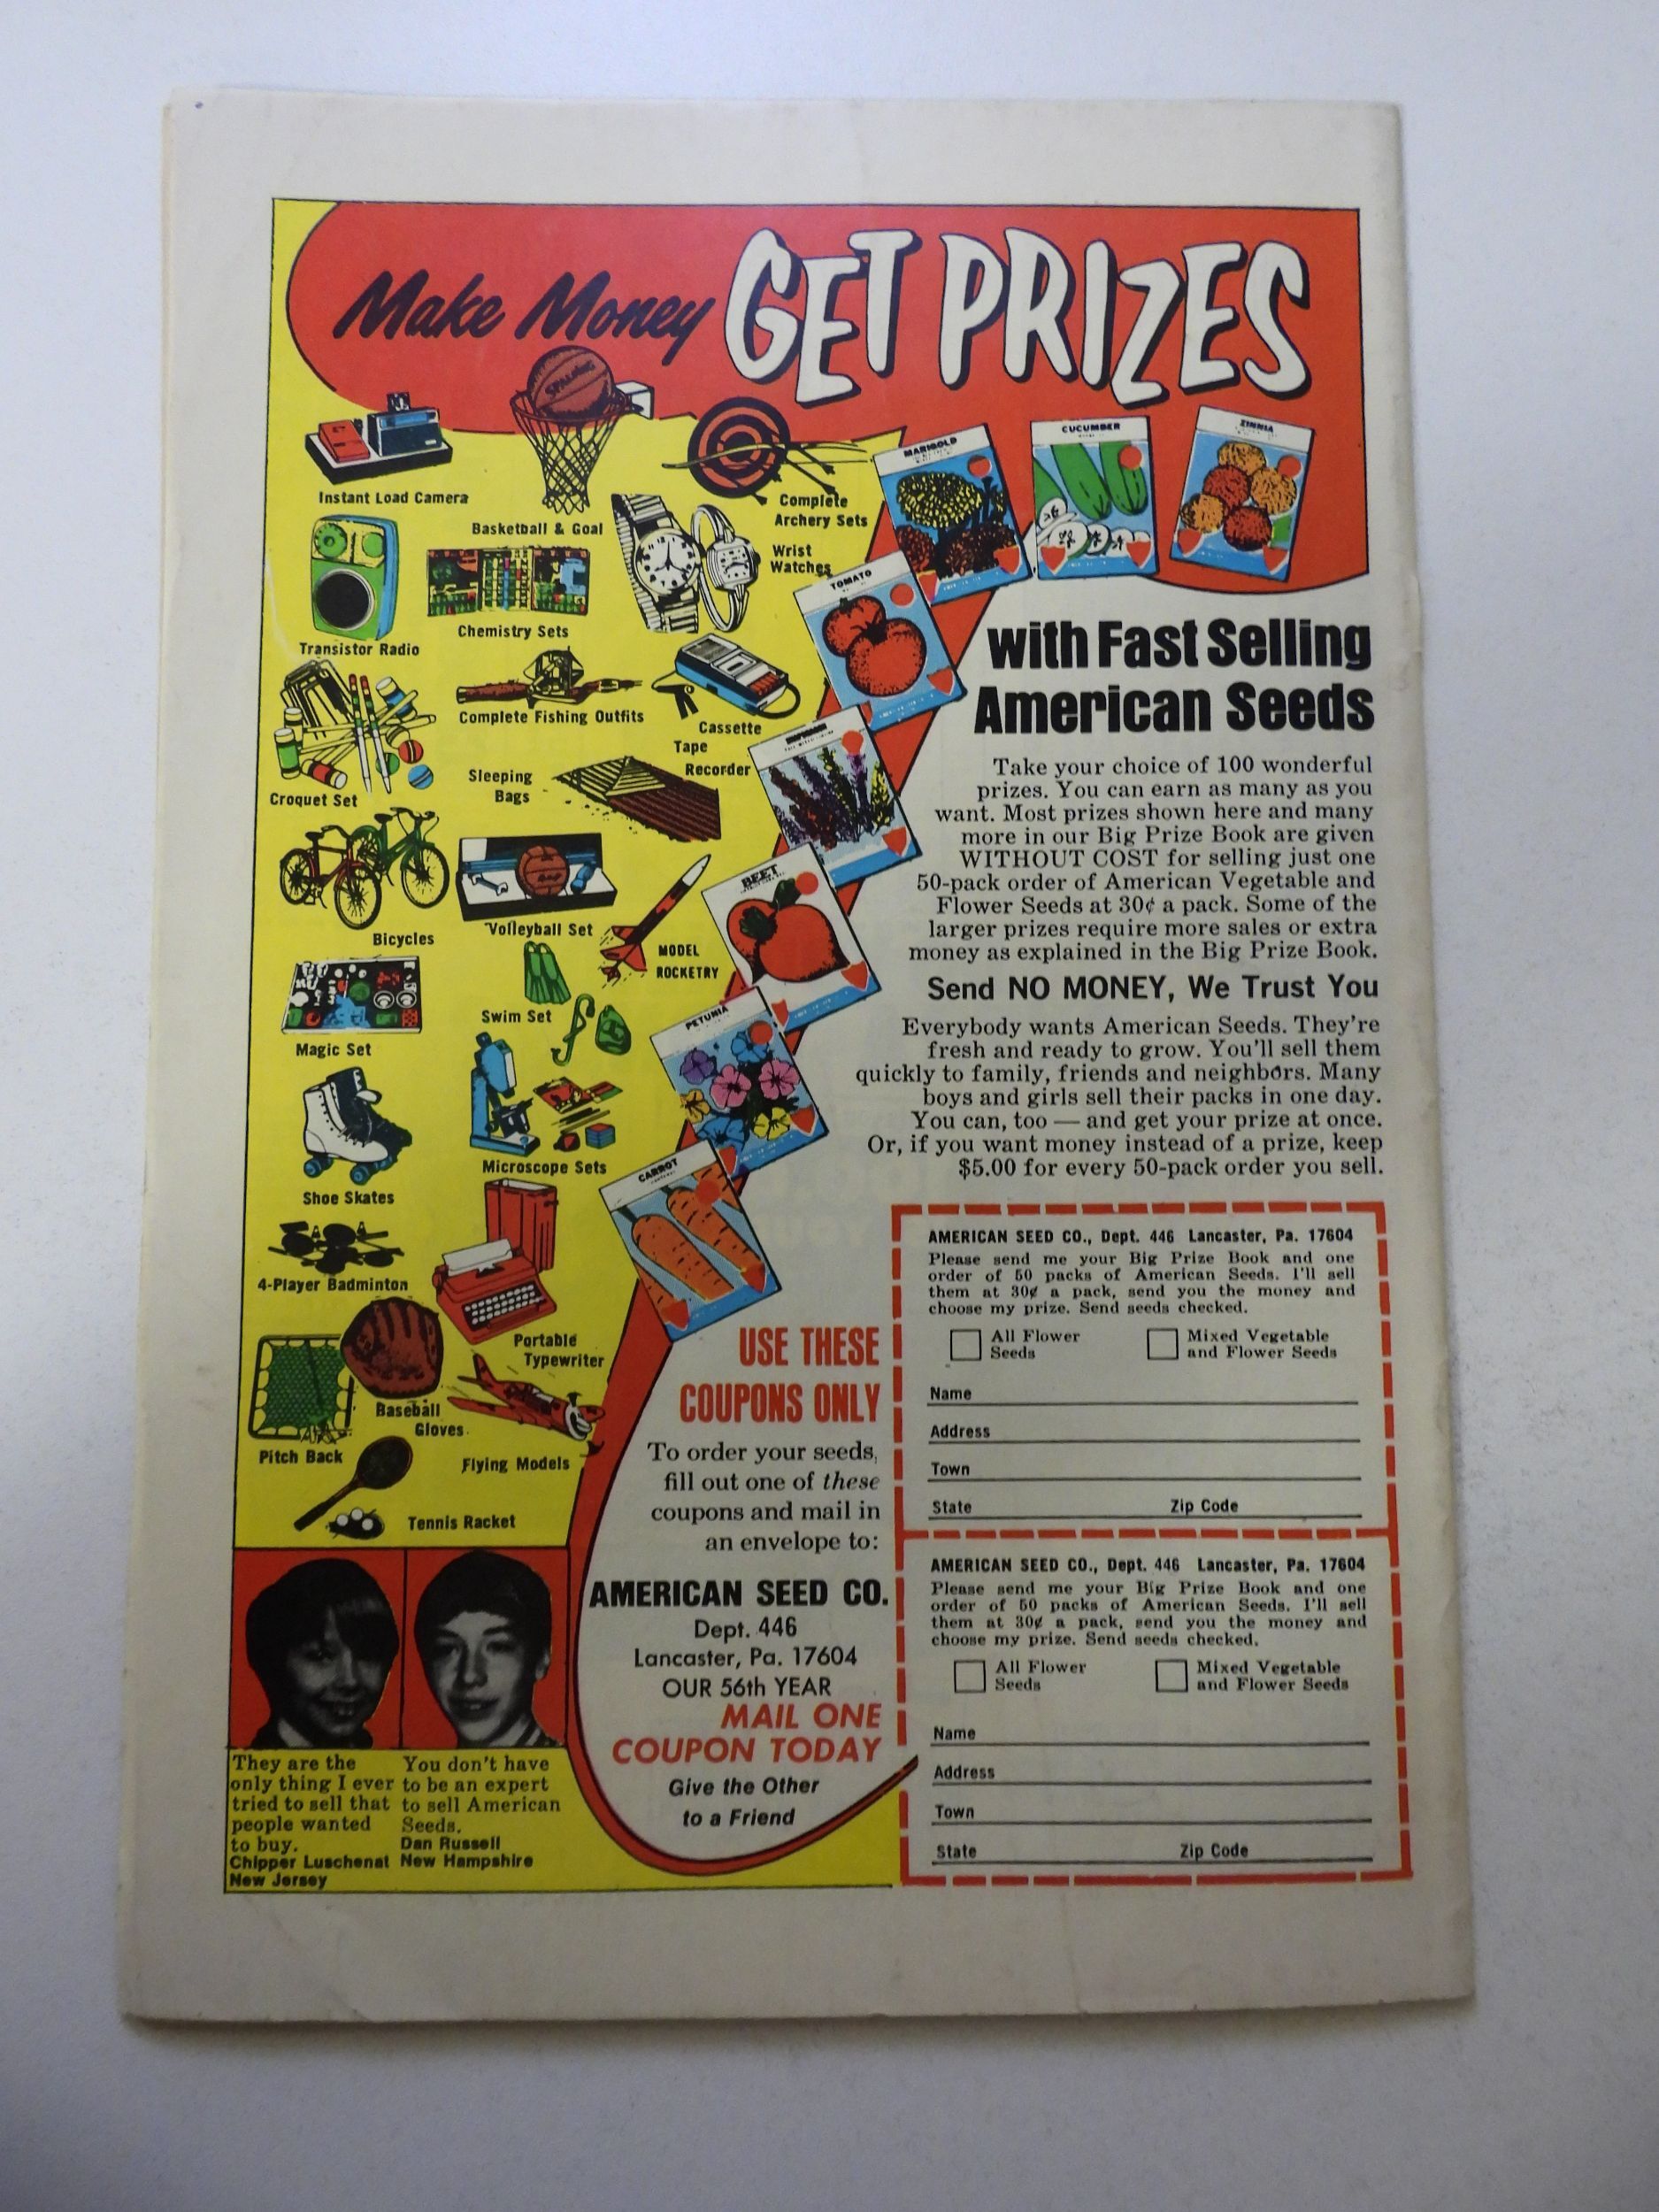 Make Money GET PRIZES
SPALDING
Instant Load Camera
Basketball & Goal
Complete
Archery Sets
MARIGOLD
CUCUMBER
ZINNIA
Transistor Radio
Chemistry Sets
Wrist
Watches
TOMATO
with Fast Selling
American Seeds
Croquet Set
Complete Fishing Outfits
Cassette
Tape
Recorder
Sleeping
Bags
Take your choice of 100 wonderful
prizes. You can earn as many as you
want. Most prizes shown here and many
more in our Big Prize Book are given
WITHOUT COST for selling just one
50-pack order of American Vegetable and
Flower Seeds at 30¢ a pack. Some of the
larger prizes require more sales or extra
money as explained in the Big Prize Book.
Bicycles
Volleyball Set
BEET
MODEL
ROCKETRY
Send NO MONEY, We Trust You
Magic Set
Swim Set
PETUNIA
Everybody wants American Seeds. They're
fresh and ready to grow. You'll sell them
quickly to family, friends and neighbors. Many
boys and girls sell their packs in one day.
You can, too — and get your prize at once.
Or, if you want money instead of a prize, keep
$5.00 for every 50-pack order you sell.
Shoe Skates
Microscope Sets
CARROT
4-Player Badminton
Portable
Typewriter
Pitch Back
Baseball
Gloves
Flying Models
Tennis Racket
USE THESE
COUPONS ONLY
To order your seeds,
fill out one of these
coupons and mail in
an envelope to:
AMERICAN SEED CO.
Dept. 446
Lancaster, Pa. 17604
OUR 56th YEAR
MAIL ONE
COUPON TODAY
Give the Other
to a Friend
They are the
only thing I ever
tried to sell that
people wanted
to buy.
Chipper Luschenat
New Jersey
You don't have
to be an expert
to sell American
Seeds.
Dan Russell
New Hampshire
AMERICAN SEED CO., Dept. 446 Lancaster, Pa. 17604
Please send me your Big Prize Book and one
order of 50 packs of American Seeds. I'll sell
them at 30¢ a pack, send you the money and
choose my prize. Send seeds checked.
All Flower
Seeds
Mixed Vegetable
and Flower Seeds
Name
Address
Town
State Zip Code
AMERICAN SEED CO., Dept. 446 Lancaster, Pa. 17604
Please send me your Big Prize Book and one
order of 50 packs of American Seeds. I'll sell
them at 30¢ a pack, send you the money and
choose my prize. Send seeds checked.
All Flower
Seeds
Mixed Vegetable
and Flower Seeds
Name
Address
Town
State Zip Code